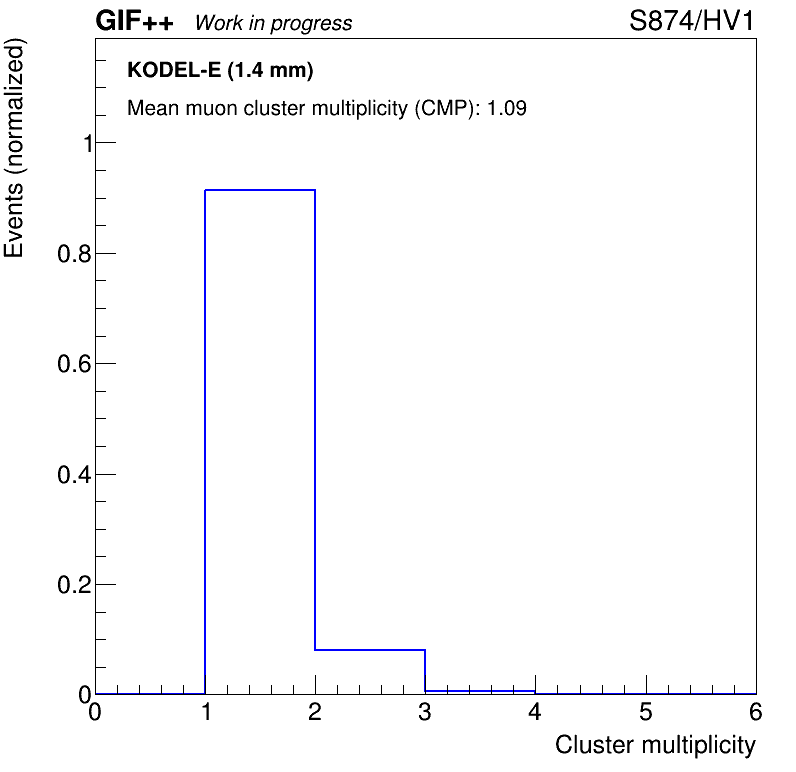 GIF++ Work in progress S874/HV1
KODEL-E (1.4 mm)
Mean muon cluster multiplicity (CMP): 1.09
Events (normalized)
1
0.8
0.6
0.4
0.2
0
0 1 2 3 4 5 6
Cluster multiplicity